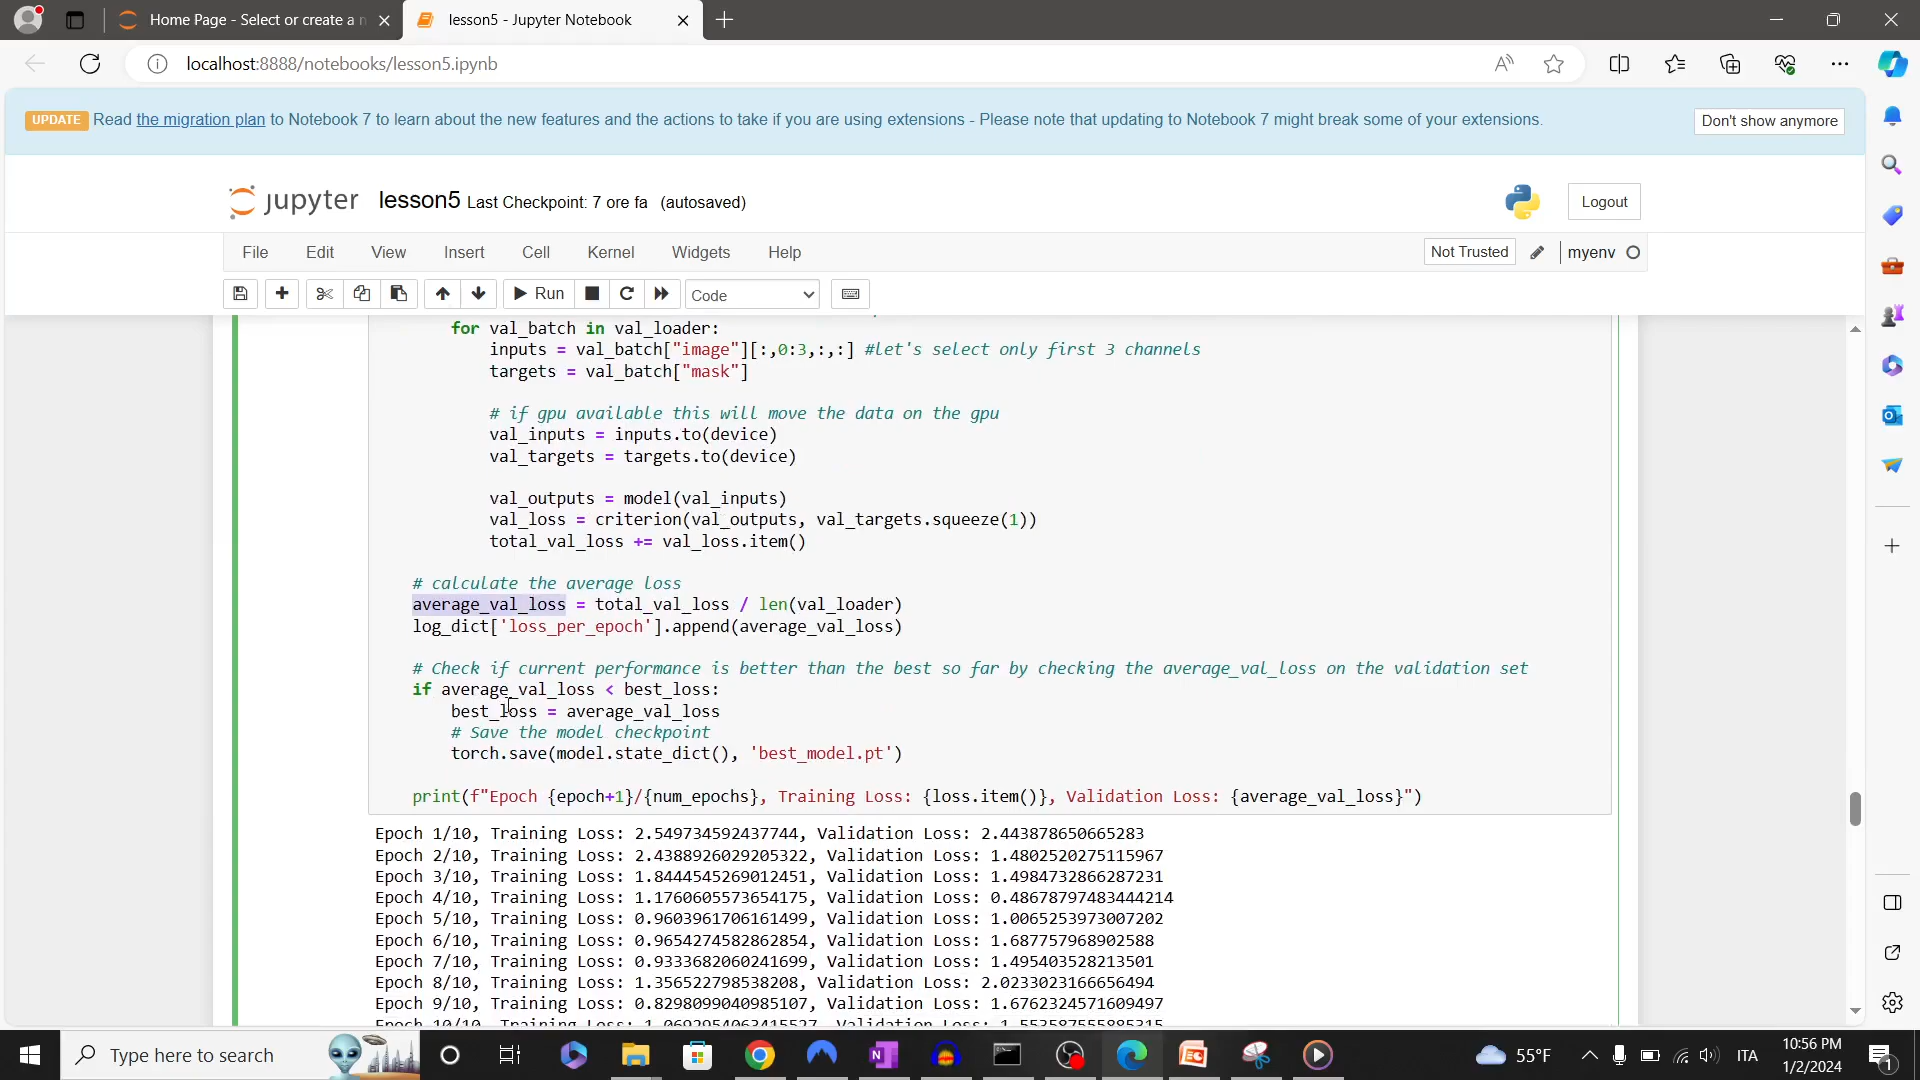 Home Page - Select or create a n
lesson5 - Jupyter Notebook
localhost:8888/notebooks/lesson5.ipynb
UPDATE Read the migration plan to Notebook 7 to learn about the new features and the actions to take if you are using extensions - Please note that updating to Notebook 7 might break some of your extensions.
Don't show anymore
jupyter lesson5 Last Checkpoint: 7 ore fa (autosaved)
Logout
File Edit View Insert Cell Kernel Widgets Help
Not Trusted
myenv
Run
Code
for val_batch in val_loader:
inputs = val_batch["image"][:,0:3,:,:] #let's select only first 3 channels
targets = val_batch["mask"]
# if gpu available this will move the data on the gpu
val_inputs = inputs.to(device)
val_targets = targets.to(device)
val_outputs = model(val_inputs)
val_loss = criterion(val_outputs, val_targets.squeeze(1))
total_val_loss += val_loss.item()
# calculate the average loss
average_val_loss = total_val_loss / len(val_loader)
log_dict['loss_per_epoch'].append(average_val_loss)
# Check if current performance is better than the best so far by checking the average_val_loss on the validation set
if average_val_loss < best_loss:
best_loss = average_val_loss
# Save the model checkpoint
torch.save(model.state_dict(), 'best_model.pt')
print(f"Epoch {epoch+1}/{num_epochs}, Training Loss: {loss.item()}, Validation Loss: {average_val_loss}")
Epoch 1/10, Training Loss: 2.549734592437744, Validation Loss: 2.443878650665283
Epoch 2/10, Training Loss: 2.4388926029205322, Validation Loss: 1.4802520275115967
Epoch 3/10, Training Loss: 1.8444545269012451, Validation Loss: 1.4984732866287231
Epoch 4/10, Training Loss: 1.1760605573654175, Validation Loss: 0.48678797483444214
Epoch 5/10, Training Loss: 0.9603961706161499, Validation Loss: 1.0065253973007202
Epoch 6/10, Training Loss: 0.9654274582862854, Validation Loss: 1.687757968902588
Epoch 7/10, Training Loss: 0.9333682060241699, Validation Loss: 1.495403528213501
Epoch 8/10, Training Loss: 1.356522798538208, Validation Loss: 2.0233023166656494
Epoch 9/10, Training Loss: 0.8298099040985107, Validation Loss: 1.6762324571609497
Epoch 10/10, Training Loss: 1.0692954063415527, Validation Loss: 1.553587555885315
Type here to search
55°F
ITA
10:56 PM
1/2/2024
1